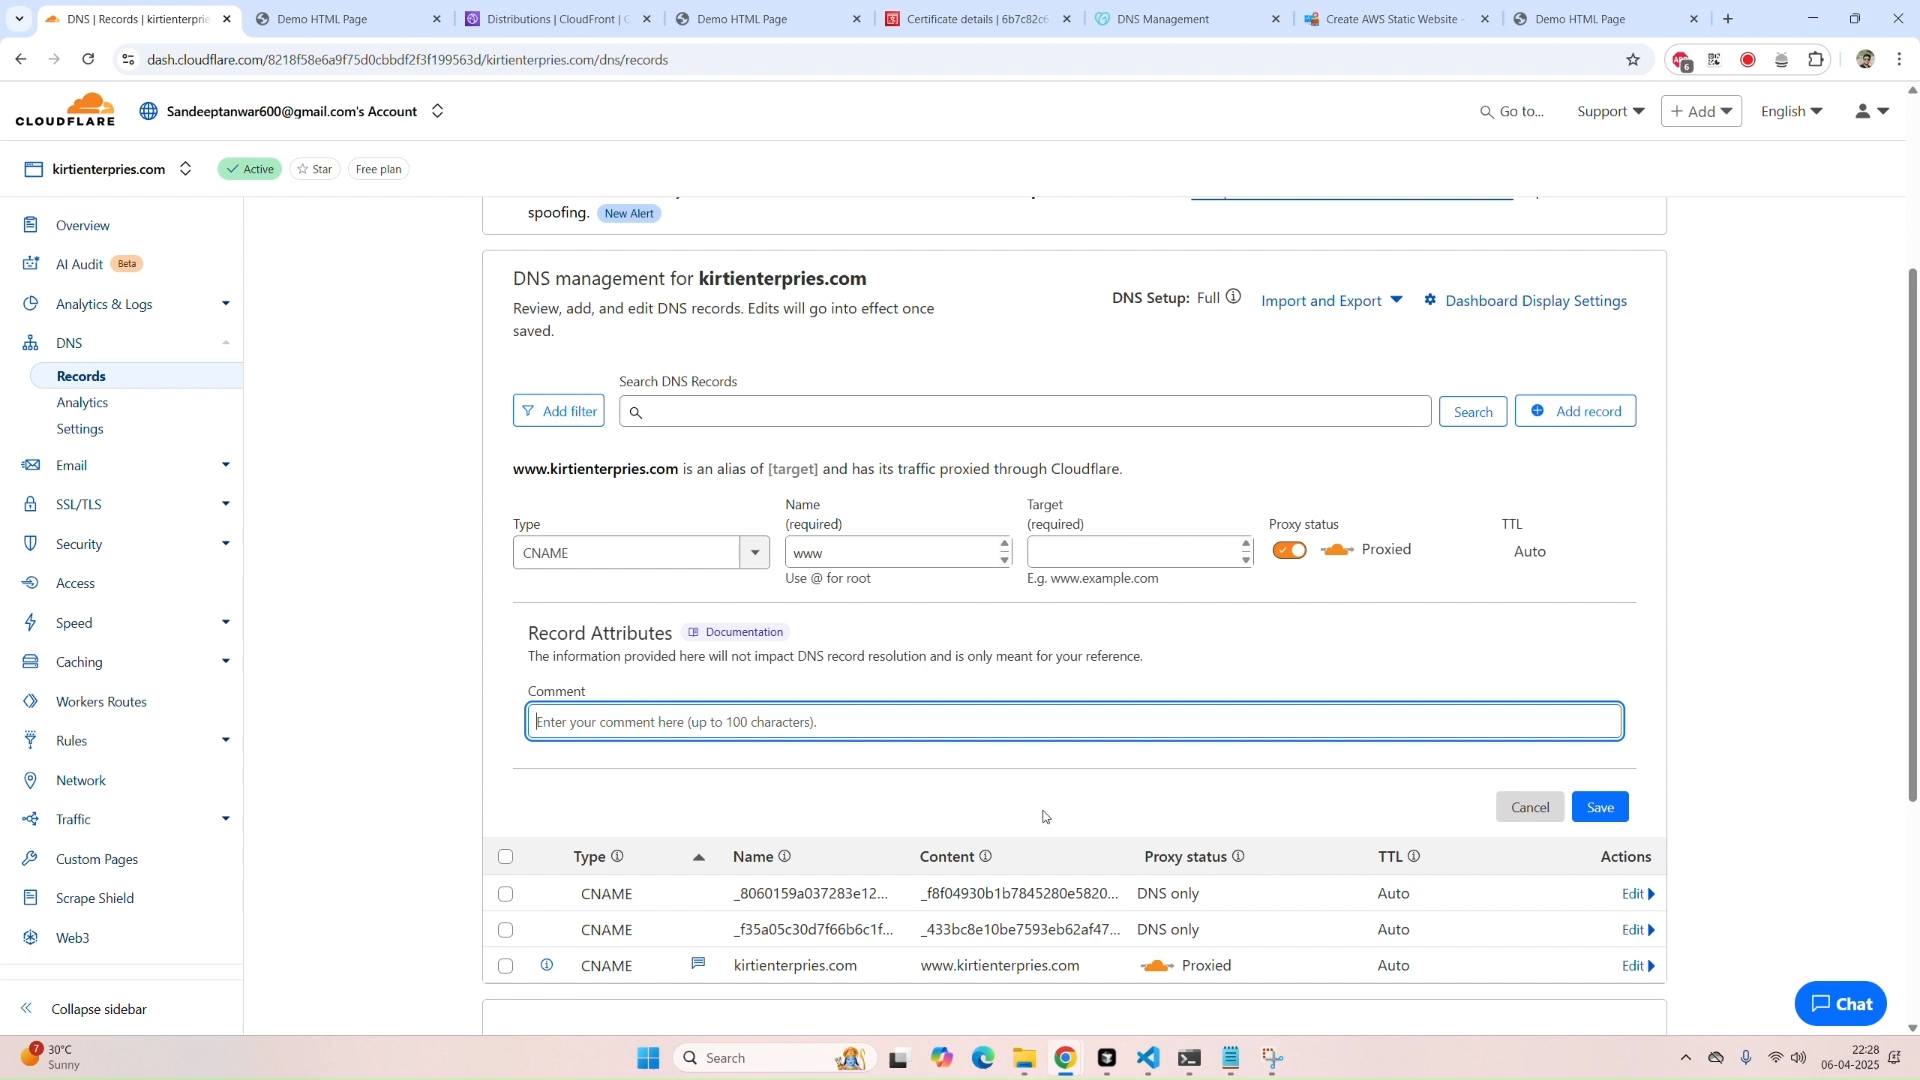 DNS | Records | kirtienterprie
Demo HTML Page
Distributions | CloudFront | G
Demo HTML Page
Certificate details | 6b7c82c6
DNS Management
Create AWS Static Website -
Demo HTML Page
dash.cloudflare.com/8218f58e6a9f75d0cbbdf2f3f199563d/kirtienterpries.com/dns/records
6
CLOUDFLARE
Sandeeptanwar600@gmail.com's Account
Go to...
Support
+ Add
English
kirtienterpries.com
Active
Star
Free plan
Overview
AI Audit Beta
Analytics & Logs
DNS
Records
Analytics
Settings
Email
SSL/TLS
Security
Access
Speed
Caching
Workers Routes
Rules
Network
Traffic
Custom Pages
Scrape Shield
Web3
Collapse sidebar
spoofing. New Alert
DNS management for kirtienterpries.com
Review, add, and edit DNS records. Edits will go into effect once
saved.
DNS Setup: Full
Import and Export
Dashboard Display Settings
Search DNS Records
Add filter
Search
Add record
www.kirtienterpries.com is an alias of [target] and has its traffic proxied through Cloudflare.
Type
CNAME
Name
(required)
www
Use @ for root
Target
(required)
E.g. www.example.com
Proxy status
Proxied
TTL
Auto
Record Attributes Documentation
The information provided here will not impact DNS record resolution and is only meant for your reference.
Comment
Enter your comment here (up to 100 characters).
Cancel
Save
Type Name Content Proxy status TTL Actions
CNAME _8060159a037283e12... _f8f04930b1b7845280e5820... DNS only Auto Edit
CNAME _f35a05c30d7f66b6c1f... _433bc8e10be7593eb62af47... DNS only Auto Edit
CNAME kirtienterpries.com www.kirtienterpries.com Proxied Auto Edit
Chat
7
30°C
Sunny
Search
22:28
06-04-2025